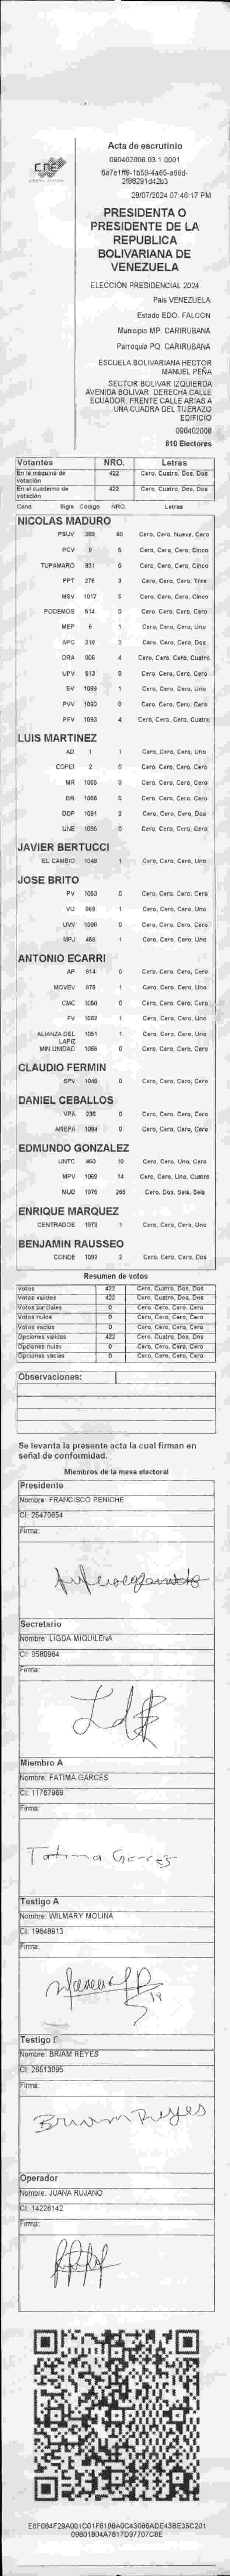 CNE
Acta de escrutinio
090402008.03.1.0001
6a7e1ff9-1b59-4a65-a96d-
2f98291d42b3
28/07/2024 07:46:17 PM
PRESIDENTA O
PRESIDENTE DE LA
REPUBLICA
BOLIVARIANA DE
VENEZUELA
ELECCIÓN PRESIDENCIAL 2024
País VENEZUELA
Estado EDO. FALCON
Municipio MP. CARIRUBANA
Parroquia PQ. CARIRUBANA
ESCUELA BOLIVARIANA HECTOR
MANUEL PEÑA
SECTOR BOLIVAR IZQUIERDA
AVENIDA BOLIVAR. DERECHA CALLE
ECUADOR. FRENTE CALLE ARIAS A
UNA CUADRA DEL TIJERAZO
EDIFICIO
090402008
810 Electores
Votantes NRO. Letras
En la máquina de votación 422 Cero, Cuatro, Dos, Dos
En el cuaderno de votación 422 Cero, Cuatro, Dos, Dos
Cand Sigla Código NRO. Letras
NICOLAS MADURO
PSUV Cero, Cero, Nueve, Cero
PCV 5 Cero, Cero, Cero, Cinco
TUPAMARO 931 5 Cero, Cero, Cero, Cinco
PPT 276 3 Cero, Cero, Cero, Tres
MSV 1017 5 Cero, Cero, Cero, Cinco
PODEMOS 514 0 Cero, Cero, Cero, Cero
MEP 6 1 Cero, Cero, Cero, Uno
APC 219 2 Cero, Cero, Cero, Dos
ORA 906 4 Cero, Cero, Cero, Cuatro
UPV 513 0 Cero, Cero, Cero, Cero
EV 1089 1 Cero, Cero, Cero, Uno
PVV 1090 0 Cero, Cero, Cero, Cero
PFV 1093 4 Cero, Cero, Cero, Cuatro
LUIS MARTINEZ
AD 1 1 Cero, Cero, Cero, Uno
COPEI 2 0 Cero, Cero, Cero, Cero
MR 1065 0 Cero, Cero, Cero, Cero
BR 1066 0 Cero, Cero, Cero, Cero
DDP 1091 2 Cero, Cero, Cero, Dos
UNE 1095 0 Cero, Cero, Cero, Cero
JAVIER BERTUCCI
EL CAMBIO 1048 1 Cero, Cero, Cero, Uno
JOSE BRITO
PV 1053 0 Cero, Cero, Cero, Cero
VU 868 1 Cero, Cero, Cero, Uno
UVV 1096 0 Cero, Cero, Cero, Cero
MPJ 455 1 Cero, Cero, Cero, Uno
ANTONIO ECARRI
AP 814 0 Cero, Cero, Cero, Cero
MOVEV 978 1 Cero, Cero, Cero, Uno
CMC 1050 0 Cero, Cero, Cero, Cero
FV 1052 1 Cero, Cero, Cero, Uno
ALIANZA DEL LAPIZ 1051 1 Cero, Cero, Cero, Uno
MIN UNIDAD 1068 0 Cero, Cero, Cero, Cero
CLAUDIO FERMIN
SPV 1049 0 Cero, Cero, Cero, Cero
DANIEL CEBALLOS
VPA 236 0 Cero, Cero, Cero, Cero
AREPA 1094 0 Cero, Cero, Cero, Cero
EDMUNDO GONZALEZ
UNTC 460 10 Cero, Cero, Uno, Cero
MPV 1069 14 Cero, Cero, Uno, Cuatro
MUD 1075 266 Cero, Dos, Seis, Seis
ENRIQUE MARQUEZ
CENTRADOS 1073 1 Cero, Cero, Cero, Uno
BENJAMIN RAUSSEO
CONDE 1092 2 Cero, Cero, Cero, Dos
Resumen de votos
Votos 422 Cero, Cuatro, Dos, Dos
Votos validos 422 Cero, Cuatro, Dos, Dos
Votos parciales 0 Cero, Cero, Cero, Cero
Votos nulos 0 Cero, Cero, Cero, Cero
Votos vacios 0 Cero, Cero, Cero, Cero
Opciones validas 422 Cero, Cuatro, Dos, Dos
Opciones nulas 0 Cero, Cero, Cero, Cero
Opciones vacias 0 Cero, Cero, Cero, Cero
Observaciones:
Se levanta la presente acta la cual firman en
señal de conformidad.
Miembros de la mesa electoral
Presidente
Nombre: FRANCISCO PENICHE
CI: 25470654
Firma:
Secretario
Nombre: LIGDA MIQUILENA
CI: 9580964
Firma:
Miembro A
Nombre: FATIMA GARCES
CI: 11767969
Firma:
Fatima Garces
Testigo A
Nombre: WILMARY MOLINA
CI: 19648913
Firma:
Testigo
Nombre: BRIAM REYES
CI: 26513095
Firma:
Briam Reyes
Operador
Nombre: JUANA RUJANO
CI: 14226142
Firma:
E6F084F29A001C01F8198A0C43086ADE43BE35C201
09801804A7817D97707CBE